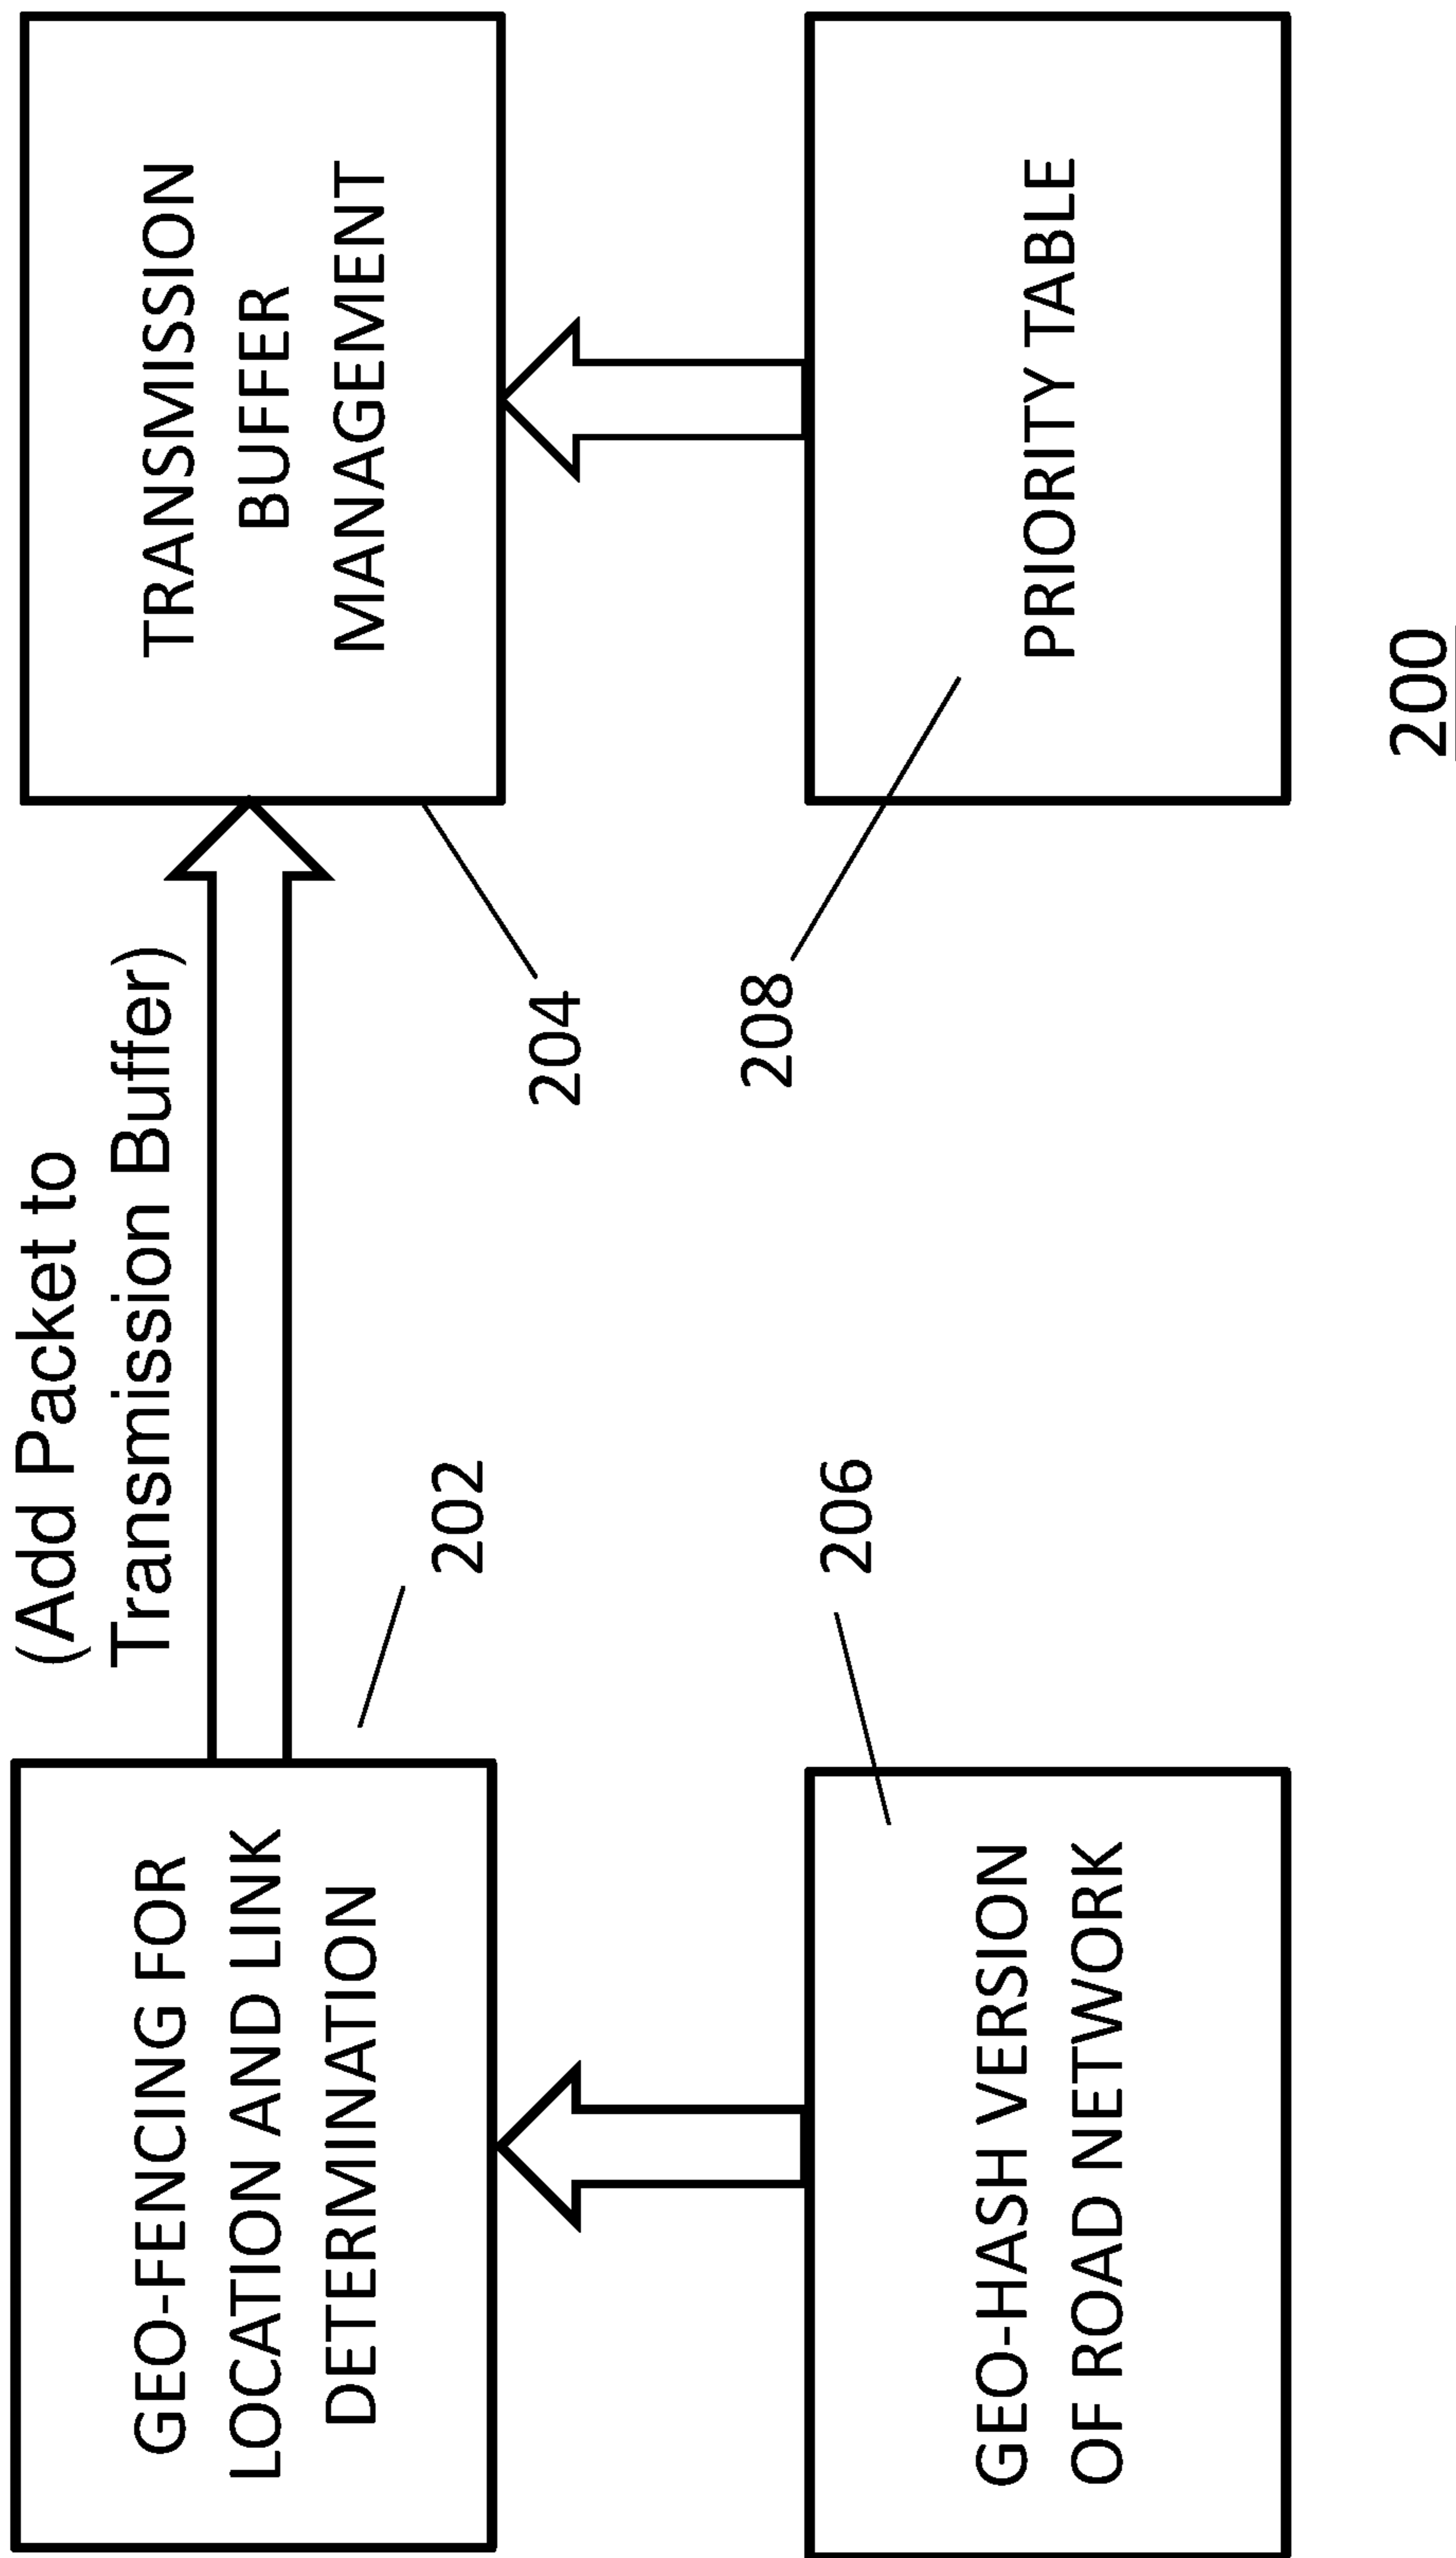 (Add Packet to
Transmission Buffer)
GEO-FENCING FOR
LOCATION AND LINK
DETERMINATION
202
TRANSMISSION
BUFFER
MANAGEMENT
204
GEO-HASH VERSION
OF ROAD NETWORK
206
PRIORITY TABLE
208
200